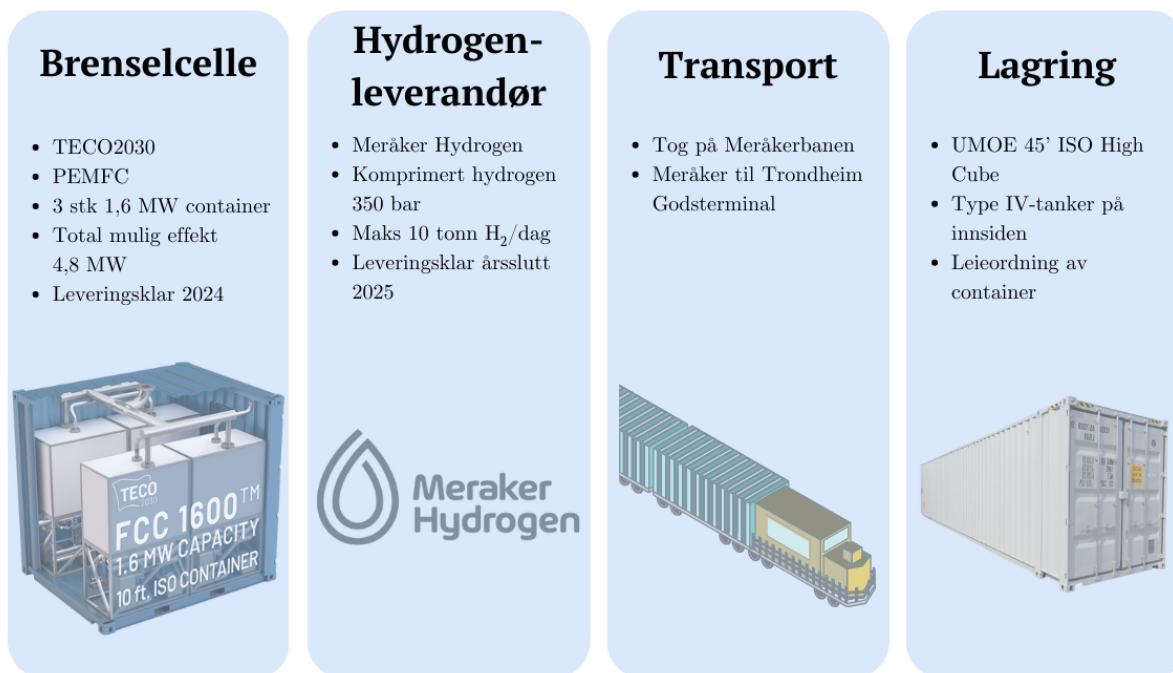 Brenselcelle
• TECO2030
• PEMFC
• 3 stk 1,6 MW container
• Total mulig effekt
4,8 MW
• Leveringsklar 2024
TECO
2030
FCC 1600™
1.6 MW CAPACITY
10 ft. ISO CONTAINER
Hydrogen-
leverandør
• Meråker Hydrogen
• Komprimert hydrogen
350 bar
• Maks 10 tonn H₂/dag
• Leveringsklar årsslutt
2025
Meraker
Hydrogen
Transport
• Tog på Meråkerbanen
• Meråker til Trondheim
Godsterminal
Lagring
• UMOE 45' ISO High
Cube
• Type IV-tanker på
innsiden
• Leieordning av
container